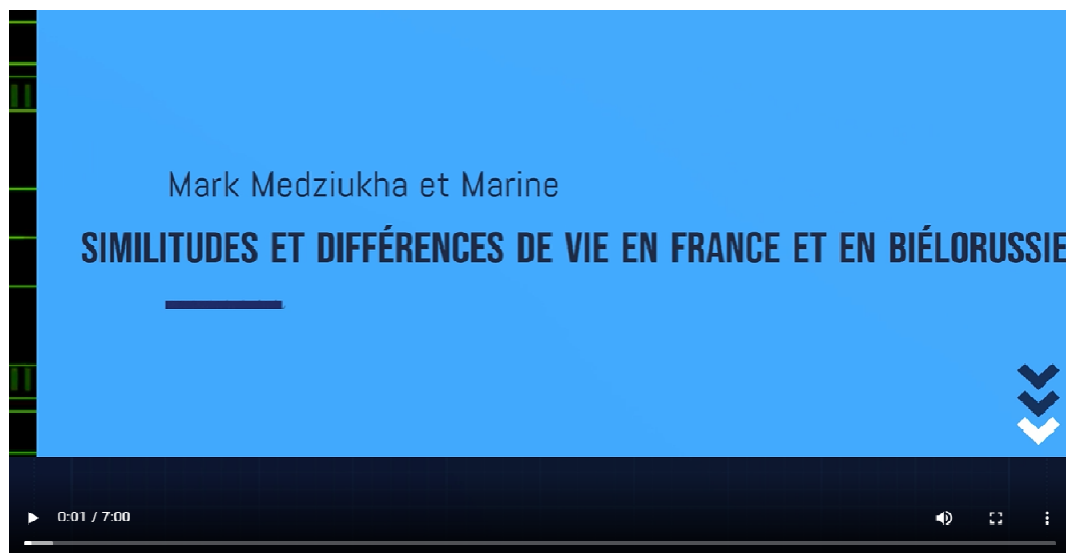 Mark Medziukha et Marine
SIMILITUDES ET DIFFÉRENCES DE VIE EN FRANCE ET EN BIÉLORUSSIE
0:01 / 7:00